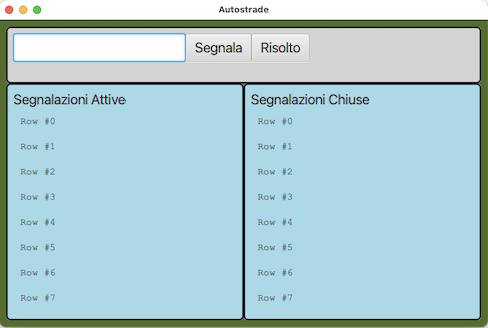 Autostrade
Segnala Risolto
Segnalazioni Attive
Row #0
Row #1
Row #2
Row #3
Row #4
Row #5
Row #6
Row #7
Segnalazioni Chiuse
Row #0
Row #1
Row #2
Row #3
Row #4
Row #5
Row #6
Row #7